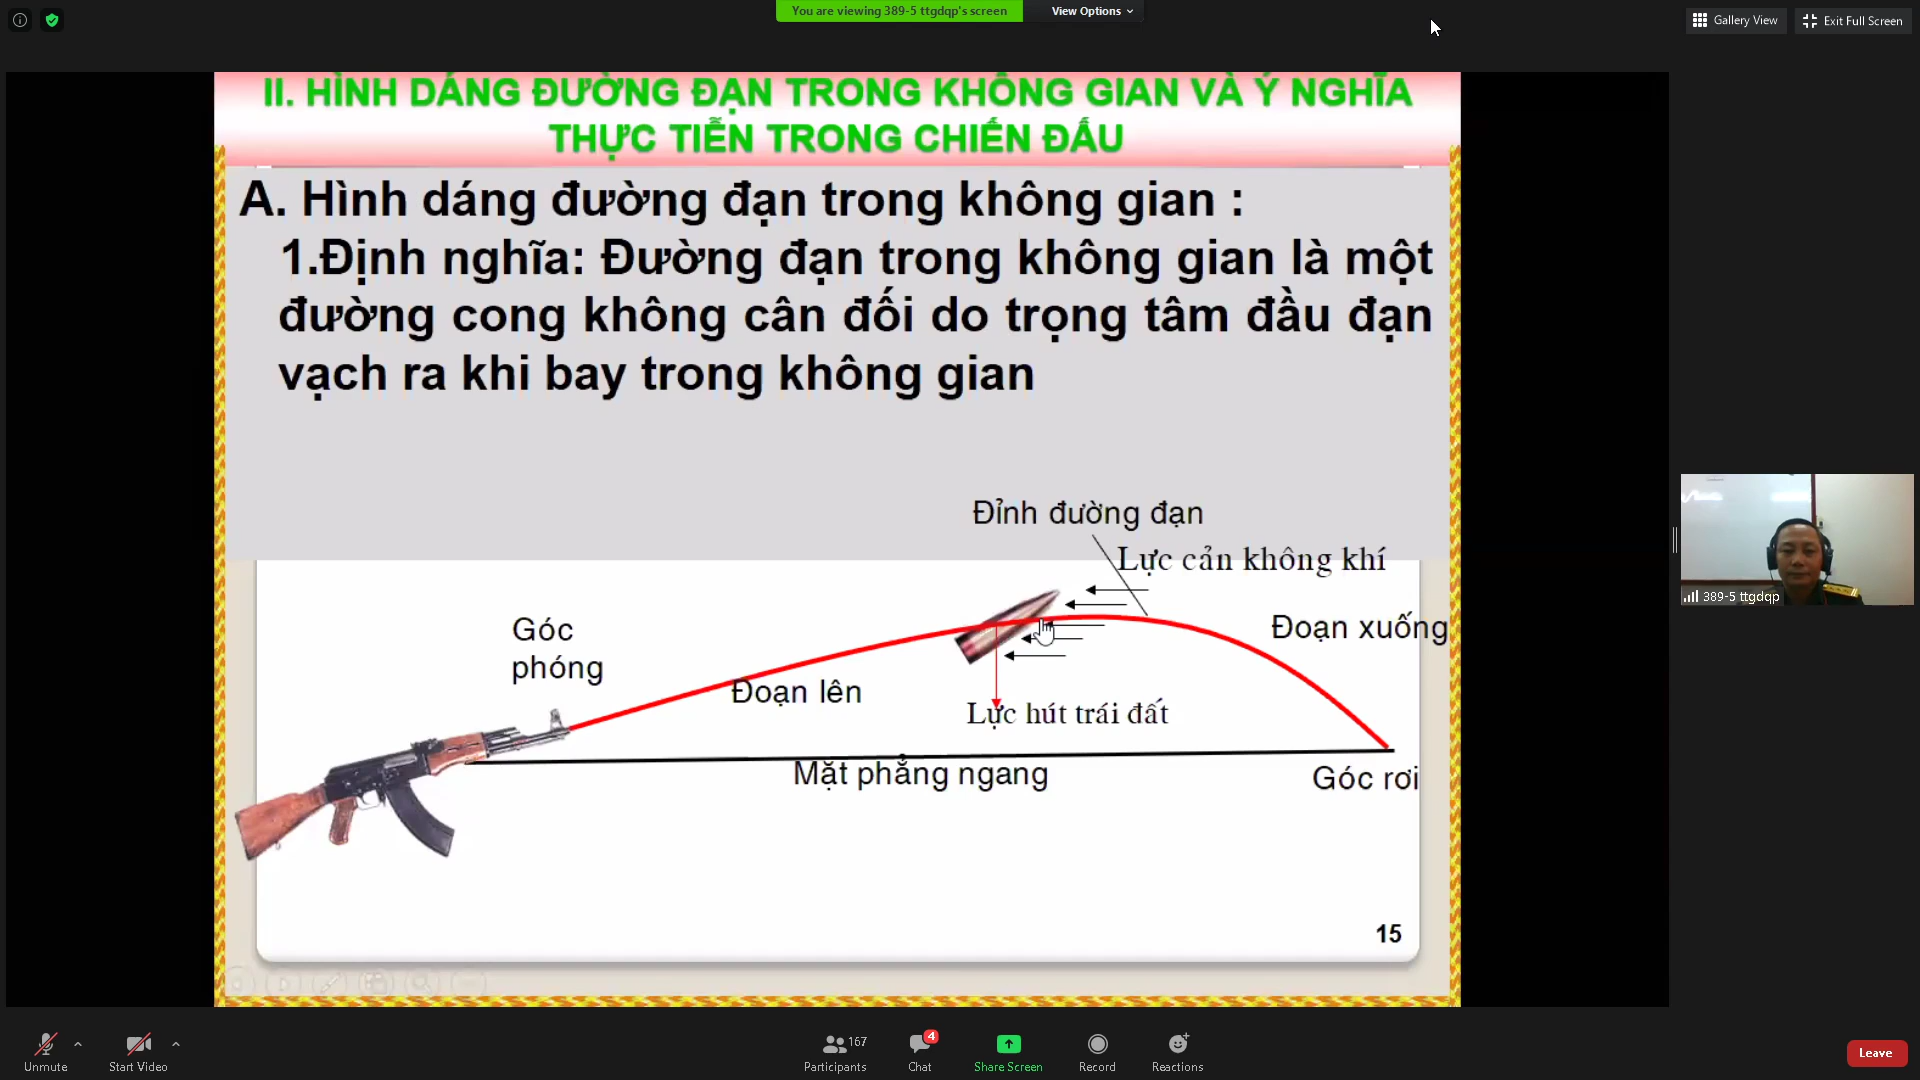 You are viewing 389-5 ttgdqp's screen
View Options
Gallery View
Exit Full Screen
II. HÌNH DÁNG ĐƯỜNG ĐẠN TRONG KHÔNG GIAN VÀ Ý NGHĨA
THỰC TIỄN TRONG CHIẾN ĐẤU
A. Hình dáng đường đạn trong không gian :
1.Định nghĩa: Đường đạn trong không gian là một
đường cong không cân đối do trọng tâm đầu đạn
vạch ra khi bay trong không gian
Đỉnh đường đạn
Lực cản không khí
Góc
phóng
Đoạn xuống
Đoạn lên
Lực hút trái đất
Mặt phẳng ngang
Góc rơi
15
389-5 ttgdqp
Unmute
Start Video
167
Participants
4
Chat
Share Screen
Record
Reactions
Leave